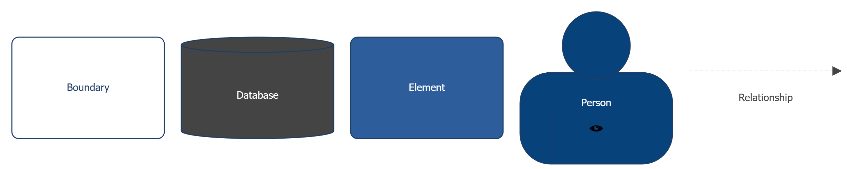 Boundary
Database
Element
Person
Relationship